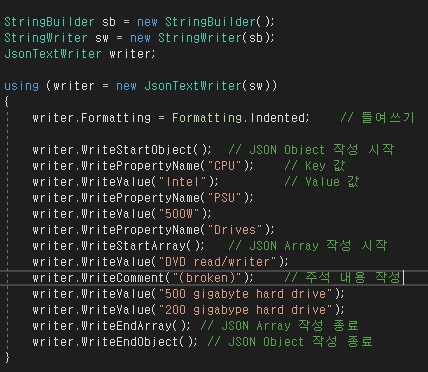 StringBuilder sb = new StringBuilder();
StringWriter sw = new StringWriter(sb);
JsonTextWriter writer;
using (writer = new JsonTextWriter(sw))
{
writer.Formatting = Formatting.Indented; // 들여쓰기
writer.WriteStartObject(); // JSON Object 작성 시작
writer.WritePropertyName("CPU"); // Key 값
writer.WriteValue("Intel"); // Value 값
writer.WritePropertyName("PSU");
writer.WriteValue("500W");
writer.WritePropertyName("Drives");
writer.WriteStartArray(); // JSON Array 작성 시작
writer.WriteValue("DVD read/writer");
writer.WriteComment("(broken)"); // 주석 내용 작성
writer.WriteValue("500 gigabyte hard drive");
writer.WriteValue("200 gigabype hard drive");
writer.WriteEndArray(); // JSON Array 작성 종료
writer.WriteEndObject(); // JSON Object 작성 종료
}